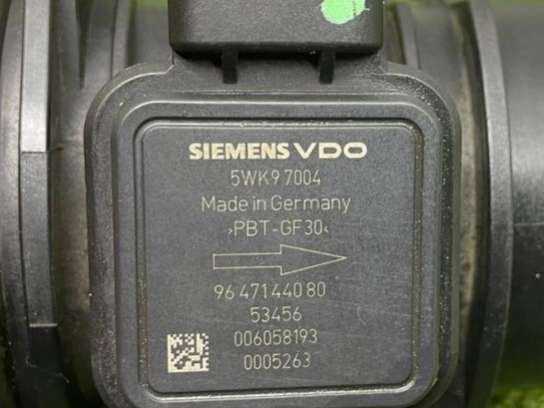 SIEMENS VDO
5WK9 7004
Made in Germany
>PBT-GF30<
96 471 440 80
53456
006058193
0005263